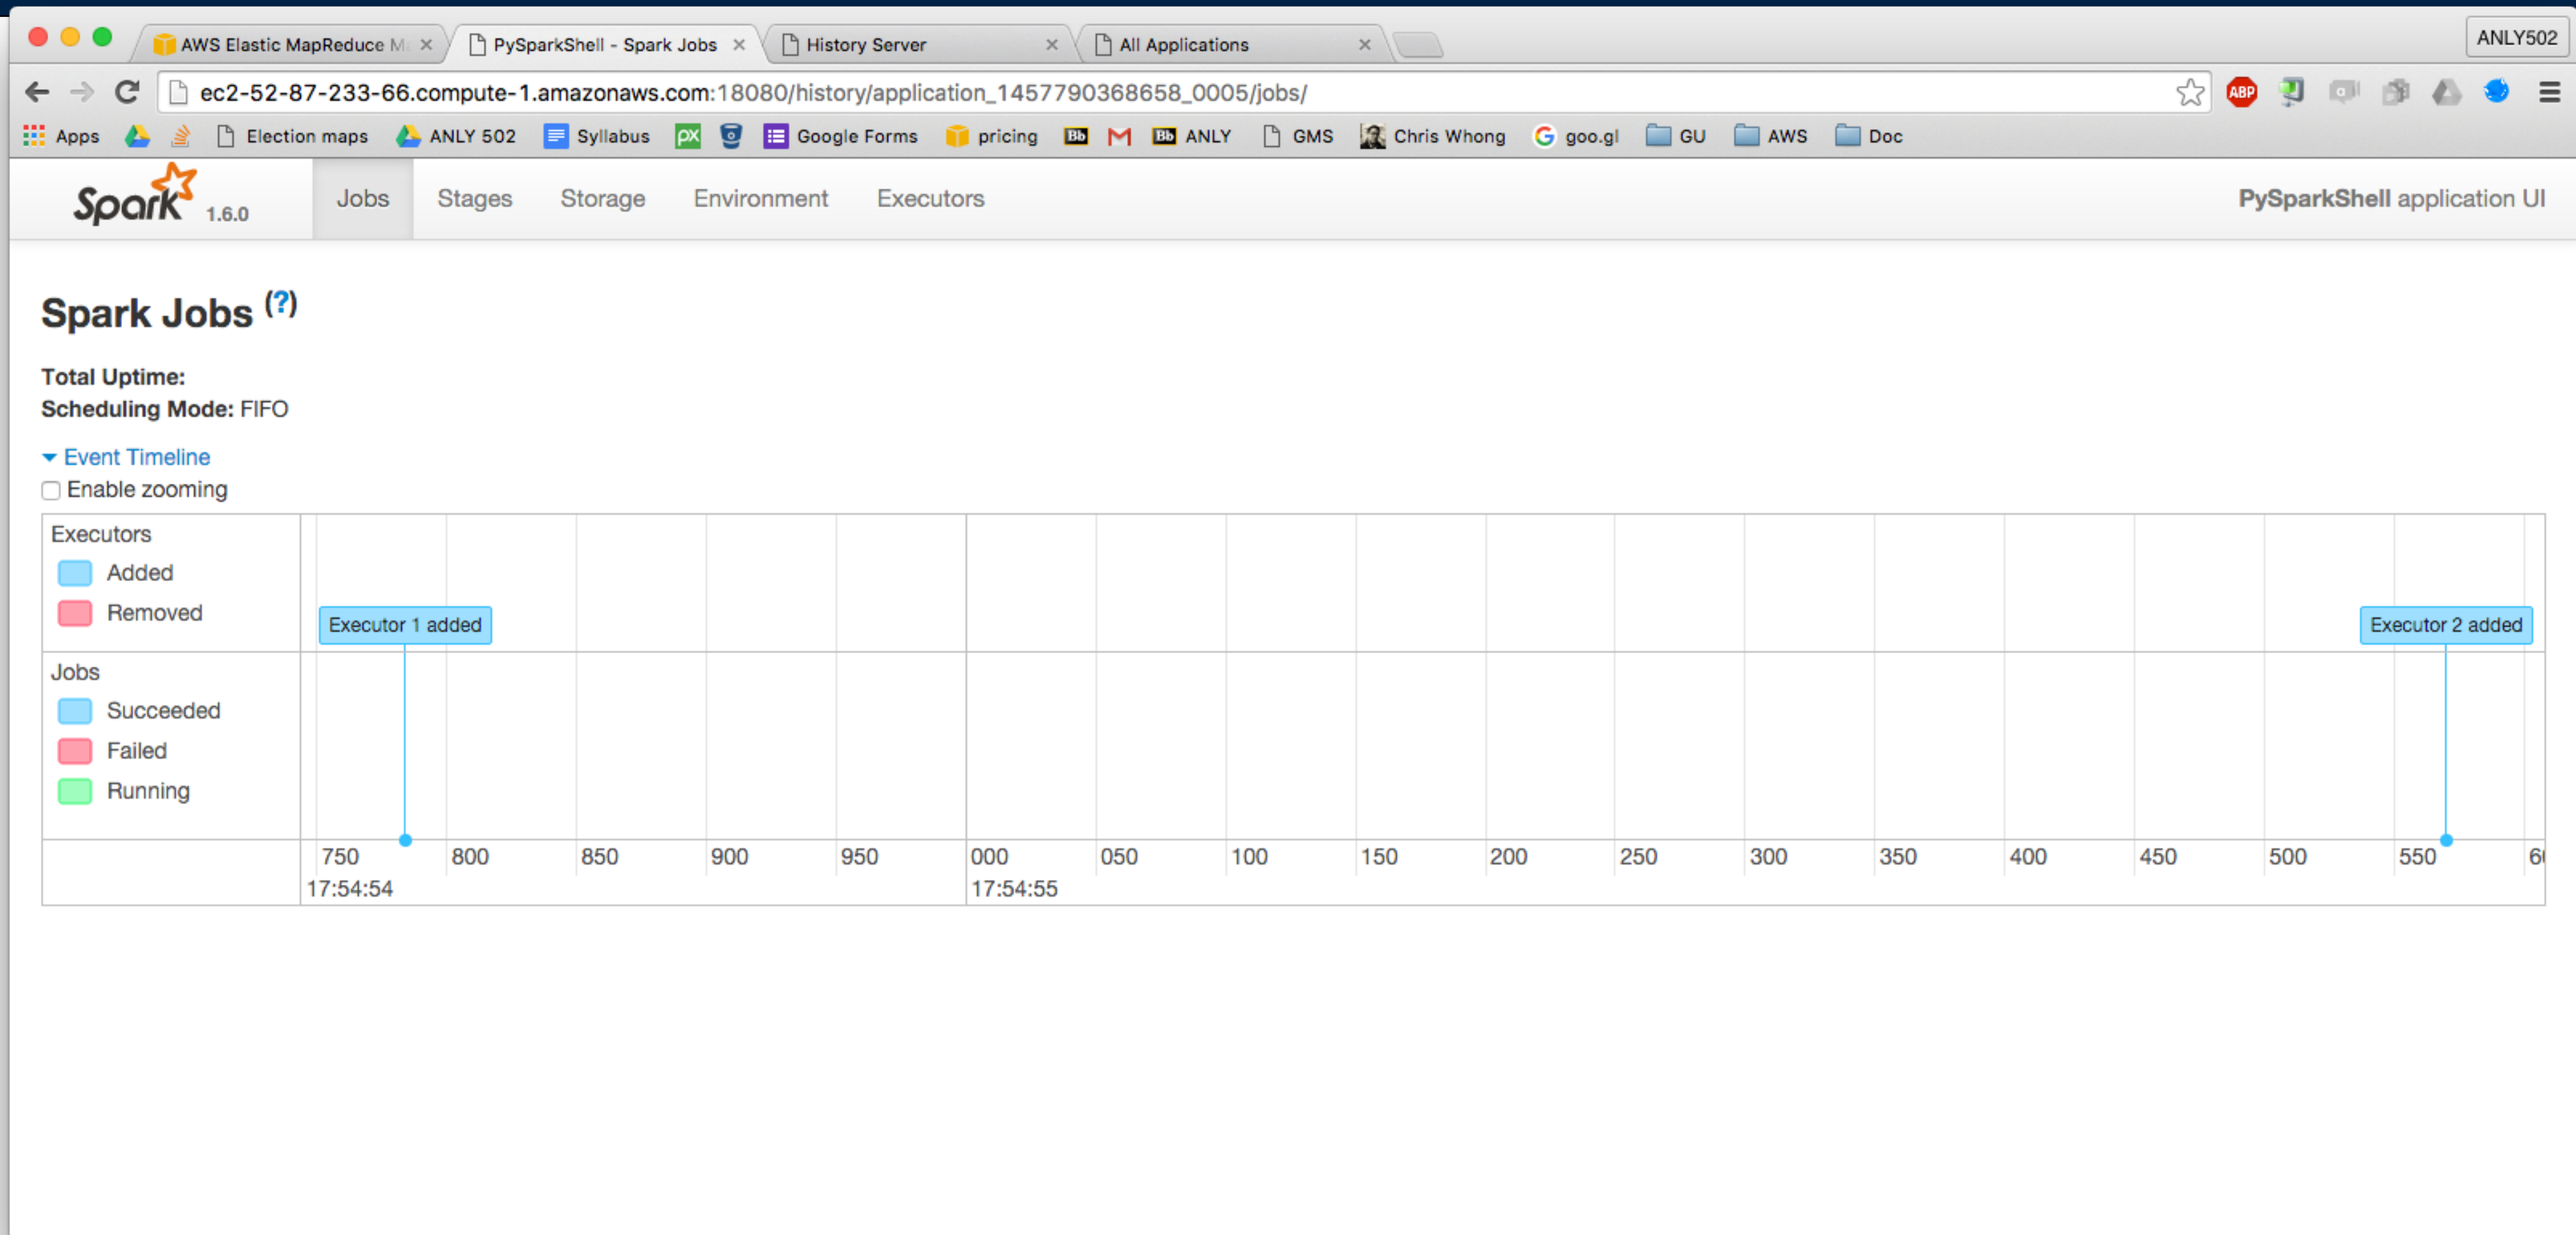 AWS Elastic MapReduce Ma
PySparkShell - Spark Jobs
History Server
All Applications
ANLY502
ec2-52-87-233-66.compute-1.amazonaws.com:18080/history/application_1457790368658_0005/jobs/
ABP
Apps Election maps ANLY 502 Syllabus px Google Forms pricing Bb Bb ANLY GMS Chris Whong goo.gl GU AWS Doc
Spark 1.6.0 Jobs Stages Storage Environment Executors PySparkShell application UI
Spark Jobs (?)
Total Uptime:
Scheduling Mode: FIFO
Event Timeline
Enable zooming
Executors
Added
Removed
Executor 1 added Executor 2 added
Jobs
Succeeded
Failed
Running
750 800 850 900 950 000 050 100 150 200 250 300 350 400 450 500 550
17:54:54 17:54:55